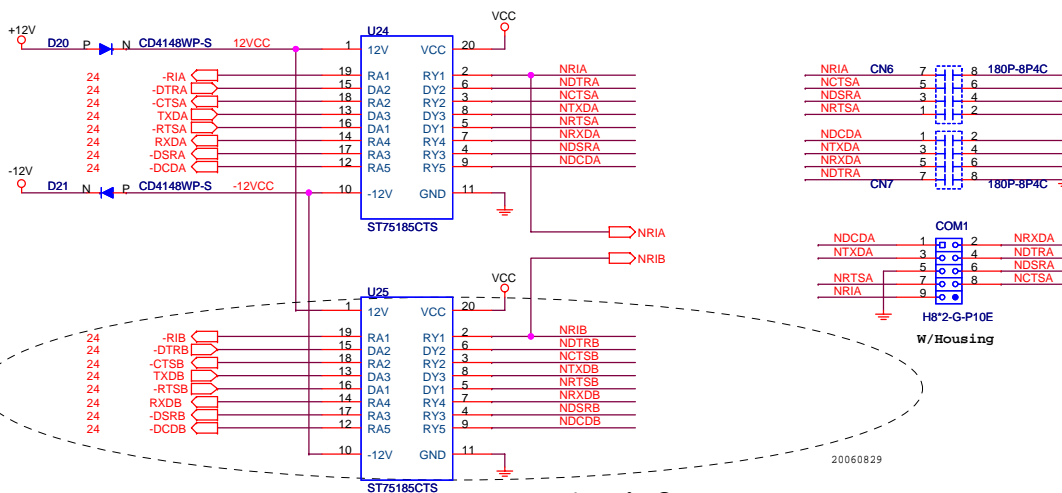 +12V D20 P N CD4148WP-S 12VCC
U24
VCC
1 12V VCC 20
24 -RIA 19 RA1 RY1 2 NRIA
24 -DTRA 15 DA2 DY2 6 NDTRA
24 -CTSA 18 RA2 RY2 3 NCTSA
24 TXDA 13 DA3 DY3 8 NTXDA
24 -RTSA 16 DA1 DY1 5 NRTSA
24 RXDA 14 RA4 RY4 7 NRXDA
24 -DSRA 17 RA3 RY3 4 NDSRA
24 -DCDA 12 RA5 RY5 9 NDCDA
-12V D21 N P CD4148WP-S -12VCC
10 -12V GND 11
ST75185CTS
NRIA
NRIB
U25
VCC
1 12V VCC 20
24 -RIB 19 RA1 RY1 2 NRIB
24 -DTRB 15 DA2 DY2 6 NDTRB
24 -CTSB 18 RA2 RY2 3 NCTSB
24 TXDB 13 DA3 DY3 8 NTXDB
24 -RTSB 16 DA1 DY1 5 NRTSB
24 RXDB 14 RA4 RY4 7 NRXDB
24 -DSRB 17 RA3 RY3 4 NDSRB
24 -DCDB 12 RA5 RY5 9 NDCDB
10 -12V GND 11
ST75185CTS
NRIA CN6 7 8 180P-8P4C
NCTSA 5 6
NDSRA 3 4
NRTSA 1 2
NDCDA 1 2
NTXDA 3 4
NRXDA 5 6
NDTRA CN7 7 8 180P-8P4C
COM1
NDCDA 1 2 NRXDA
NTXDA 3 4 NDTRA
5 6 NDSRA
NRTSA 7 8 NCTSA
NRIA 9
H8*2-G-P10E
W/Housing
20060829